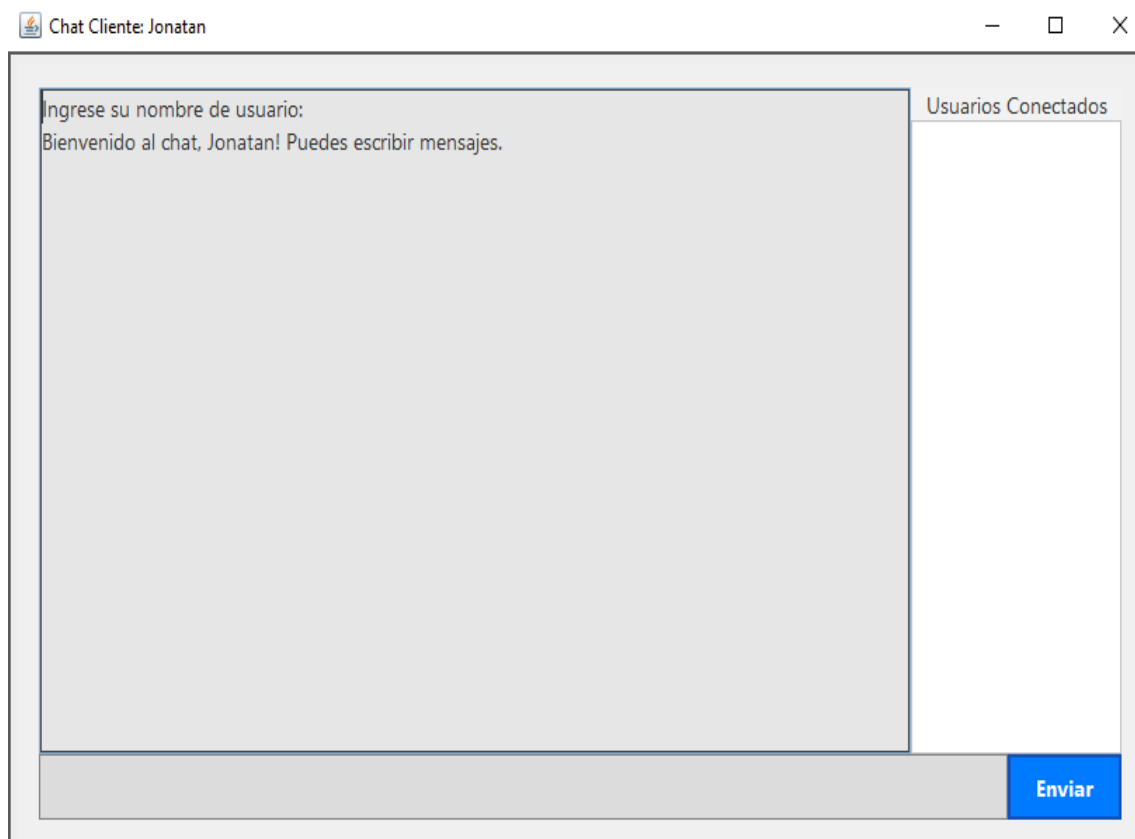 Chat Cliente: Jonatan
Ingrese su nombre de usuario:
Bienvenido al chat, Jonatan! Puedes escribir mensajes.
Usuarios Conectados
Enviar